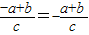 (-a+b)/c = -(a+b)/c